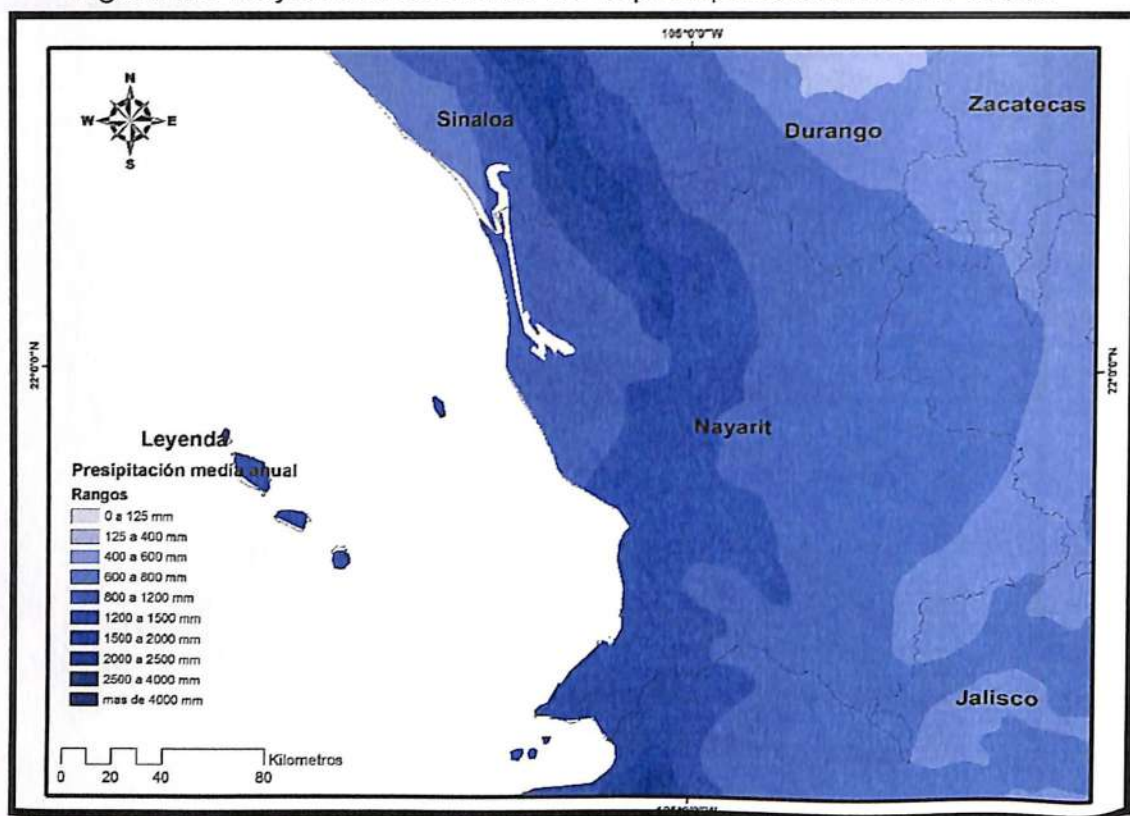 105°0'0"W
N
W E
S
Sinaloa
Durango
Zacatecas
22°0'0"N
22°0'0"N
Nayarit
Leyenda
Presipitación media anual
Rangos
0 a 125 mm
125 a 400 mm
400 a 600 mm
600 a 800 mm
800 a 1200 mm
1200 a 1500 mm
1500 a 2000 mm
2000 a 2500 mm
2500 a 4000 mm
mas de 4000 mm
Jalisco
Kilometros
0 20 40 80